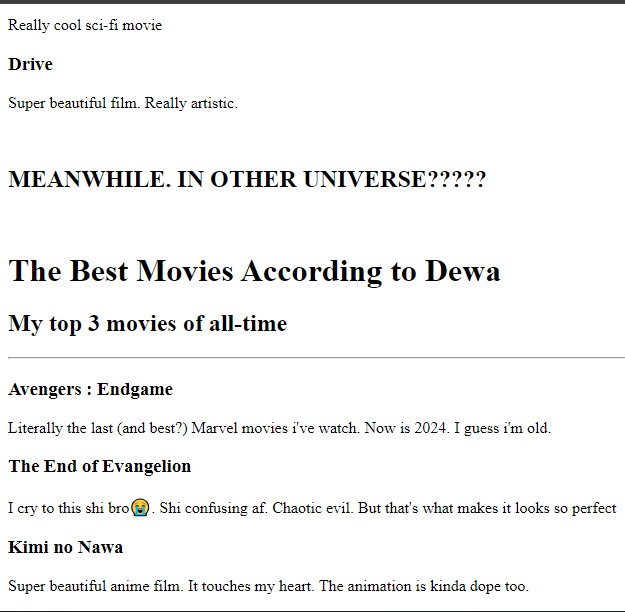 Really cool sci-fi movie
Drive
Super beautiful film. Really artistic.
MEANWHILE. IN OTHER UNIVERSE?????
The Best Movies According to Dewa
My top 3 movies of all-time
Avengers : Endgame
Literally the last (and best?) Marvel movies i've watch. Now is 2024. I guess i'm old.
The End of Evangelion
I cry to this shi bro😭. Shi confusing af. Chaotic evil. But that's what makes it looks so perfect
Kimi no Nawa
Super beautiful anime film. It touches my heart. The animation is kinda dope too.